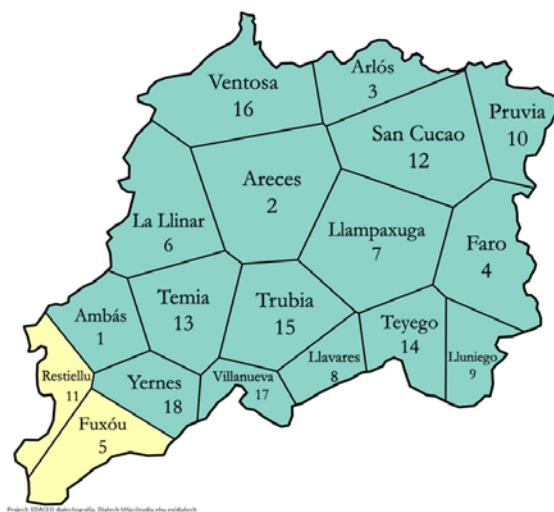 Ventosa
16
Arlós
3
Pruvia
10
San Cucao
12
Areces
2
La Llinar
6
Llampaxuga
7
Faro
4
Ambás
1
Temia
13
Trubia
15
Teyego
14
Lluniego
9
Llavares
8
Villanueva
17
Yernes
18
Restiellu
11
Fuxóu
5